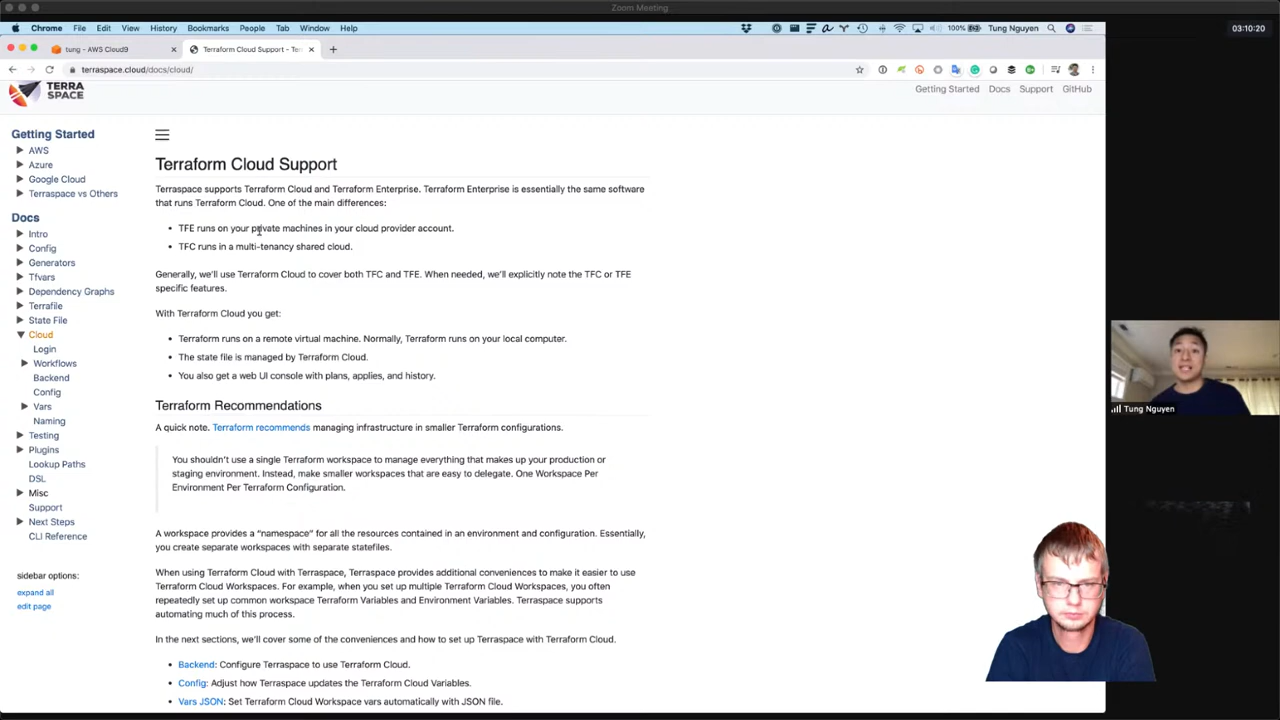 Zoom Meeting
Chrome File Edit View History Bookmarks People Tab Window Help
100% Tung Nguyen
03:10:20
tung - AWS Cloud9
Terraform Cloud Support - Te
terraspace.cloud/docs/cloud/
TERRA
SPACE
Getting Started Docs Support GitHub
Getting Started
AWS
Azure
Google Cloud
Terraspace vs Others
Docs
Intro
Config
Generators
Tfvars
Dependency Graphs
Terrafile
State File
Cloud
Login
Workflows
Backend
Config
Vars
Naming
Testing
Plugins
Lookup Paths
DSL
Misc
Support
Next Steps
CLI Reference
sidebar options:
expand all
edit page
Terraform Cloud Support
Terraspace supports Terraform Cloud and Terraform Enterprise. Terraform Enterprise is essentially the same software
that runs Terraform Cloud. One of the main differences:
• TFE runs on your private machines in your cloud provider account.
• TFC runs in a multi-tenancy shared cloud.
Generally, we'll use Terraform Cloud to cover both TFC and TFE. When needed, we'll explicitly note the TFC or TFE
specific features.
With Terraform Cloud you get:
• Terraform runs on a remote virtual machine. Normally, Terraform runs on your local computer.
• The state file is managed by Terraform Cloud.
• You also get a web UI console with plans, applies, and history.
Terraform Recommendations
A quick note. Terraform recommends managing infrastructure in smaller Terraform configurations.
You shouldn't use a single Terraform workspace to manage everything that makes up your production or
staging environment. Instead, make smaller workspaces that are easy to delegate. One Workspace Per
Environment Per Terraform Configuration.
A workspace provides a "namespace" for all the resources contained in an environment and configuration. Essentially,
you create separate workspaces with separate statefiles.
When using Terraform Cloud with Terraspace, Terraspace provides additional conveniences to make it easier to use
Terraform Cloud Workspaces. For example, when you set up multiple Terraform Cloud Workspaces, you often
repeatedly set up common workspace Terraform Variables and Environment Variables. Terraspace supports
automating much of this process.
In the next sections, we'll cover some of the conveniences and how to set up Terraspace with Terraform Cloud.
• Backend: Configure Terraspace to use Terraform Cloud.
• Config: Adjust how Terraspace updates the Terraform Cloud Variables.
• Vars JSON: Set Terraform Cloud Workspace vars automatically with JSON file.
Tung Nguyen